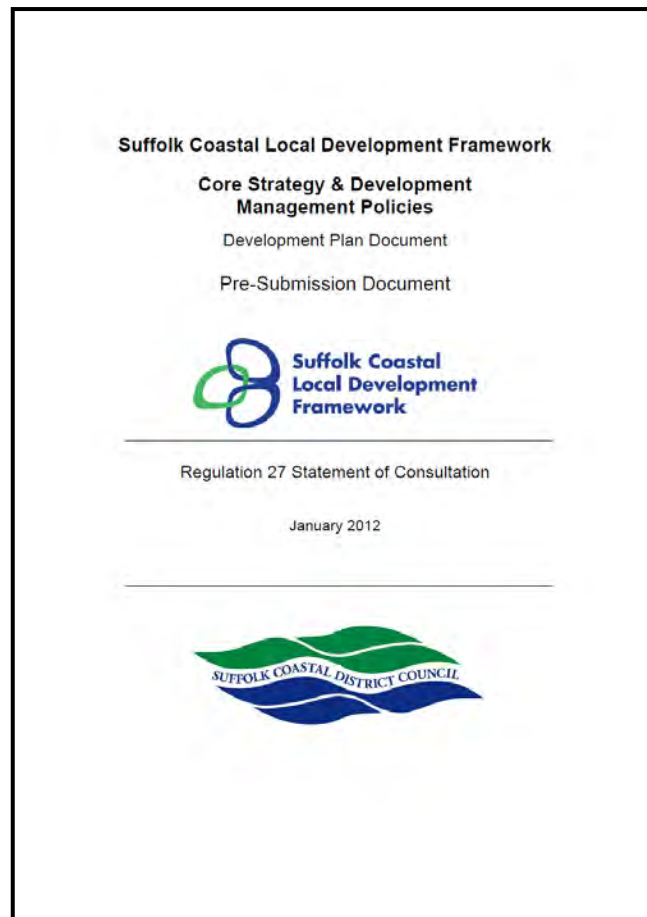 Suffolk Coastal Local Development Framework
Core Strategy & Development
Management Policies
Development Plan Document
Pre-Submission Document
Suffolk Coastal
Local Development
Framework
Regulation 27 Statement of Consultation
January 2012
SUFFOLK COASTAL DISTRICT COUNCIL